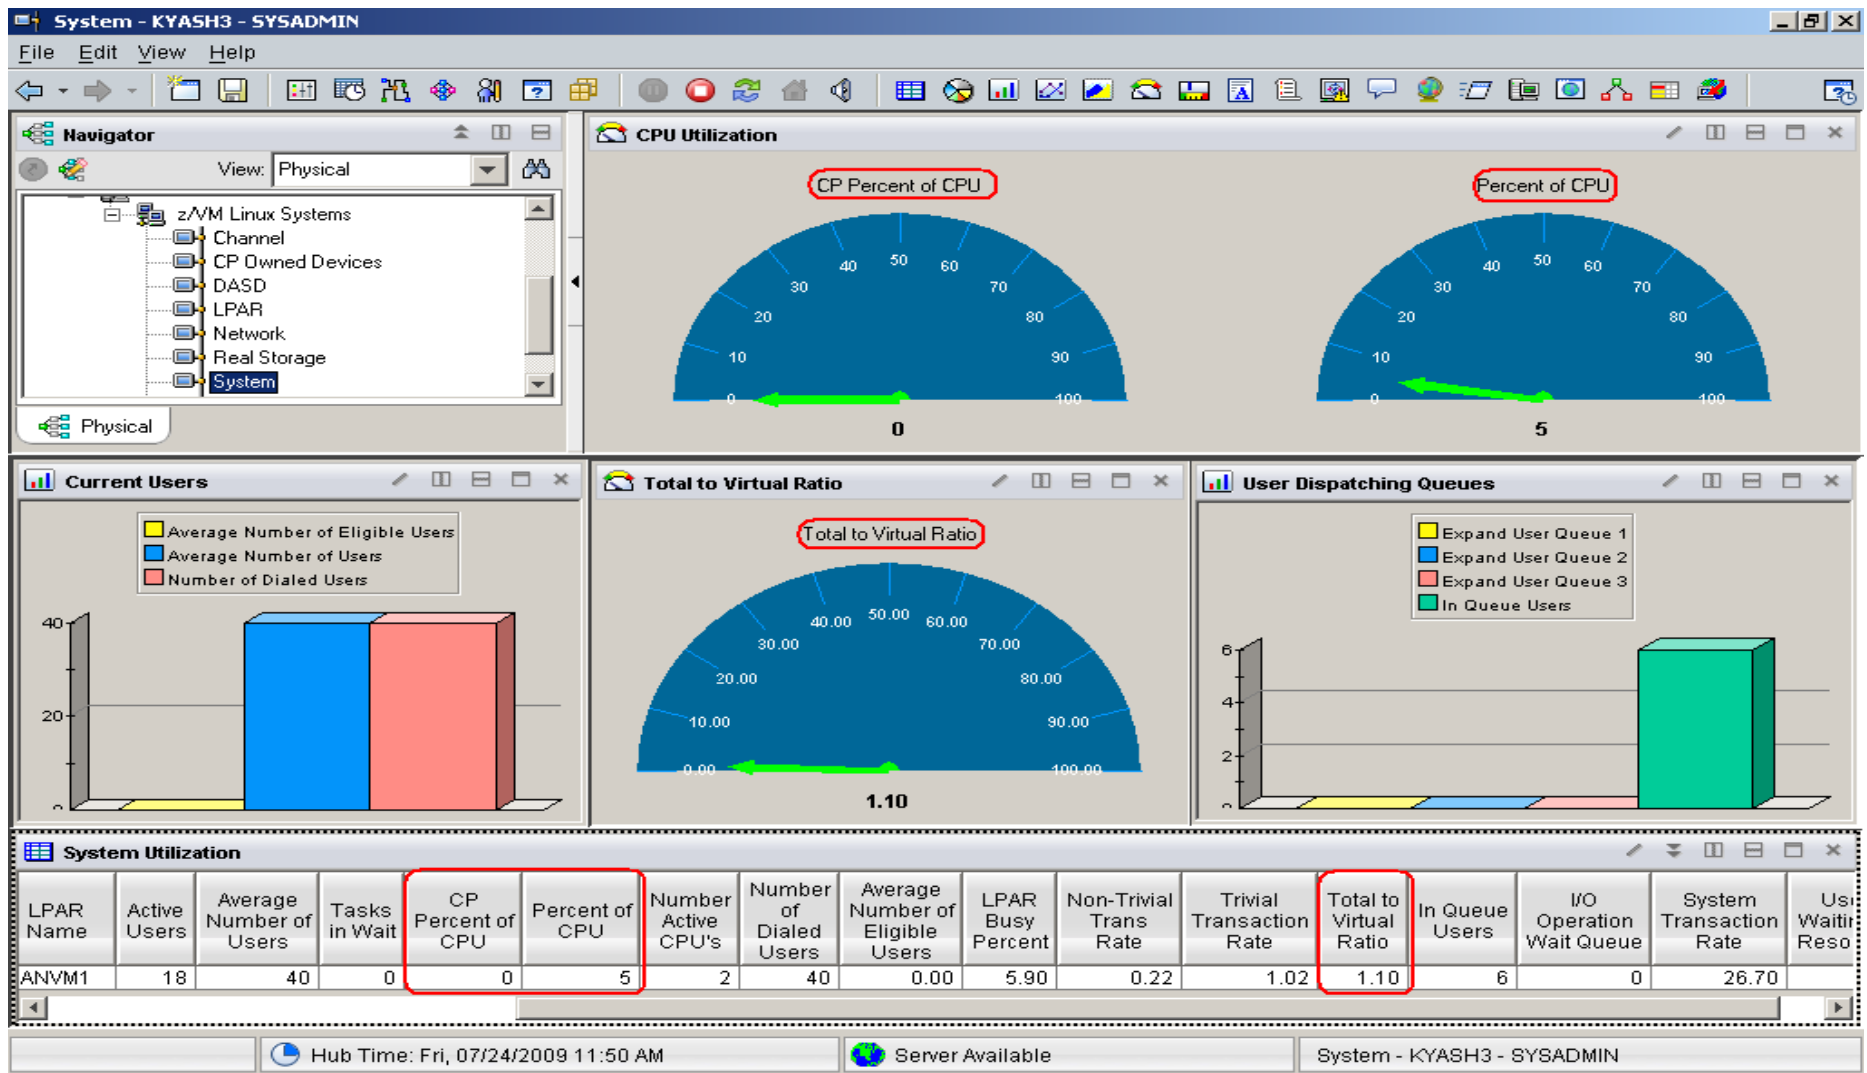 System - KYASH3 - SYSADMIN
File Edit View Help
Navigator
View: Physical
z/VM Linux Systems
Channel
CP Owned Devices
DASD
LPAR
Network
Real Storage
System
Physical
CPU Utilization
CP Percent of CPU
0 10 20 30 40 50 60 70 80 90 100
0
Percent of CPU
0 10 20 30 40 50 60 70 80 90 100
5
Current Users
Average Number of Eligible Users
Average Number of Users
Number of Dialed Users
40
20
0
Total to Virtual Ratio
Total to Virtual Ratio
0.00 10.00 20.00 30.00 40.00 50.00 60.00 70.00 80.00 90.00 100.00
1.10
User Dispatching Queues
Expand User Queue 1
Expand User Queue 2
Expand User Queue 3
In Queue Users
6
4
2
0
System Utilization
LPAR Name
Active Users
Average Number of Users
Tasks in Wait
CP Percent of CPU
Percent of CPU
Number Active CPU's
Number of Dialed Users
Average Number of Eligible Users
LPAR Busy Percent
Non-Trivial Trans Rate
Trivial Transaction Rate
Total to Virtual Ratio
In Queue Users
I/O Operation Wait Queue
System Transaction Rate
ANVM1 18 40 0 0 5 2 40 0.00 5.90 0.22 1.02 1.10 6 0 26.70
Hub Time: Fri, 07/24/2009 11:50 AM
Server Available
System - KYASH3 - SYSADMIN